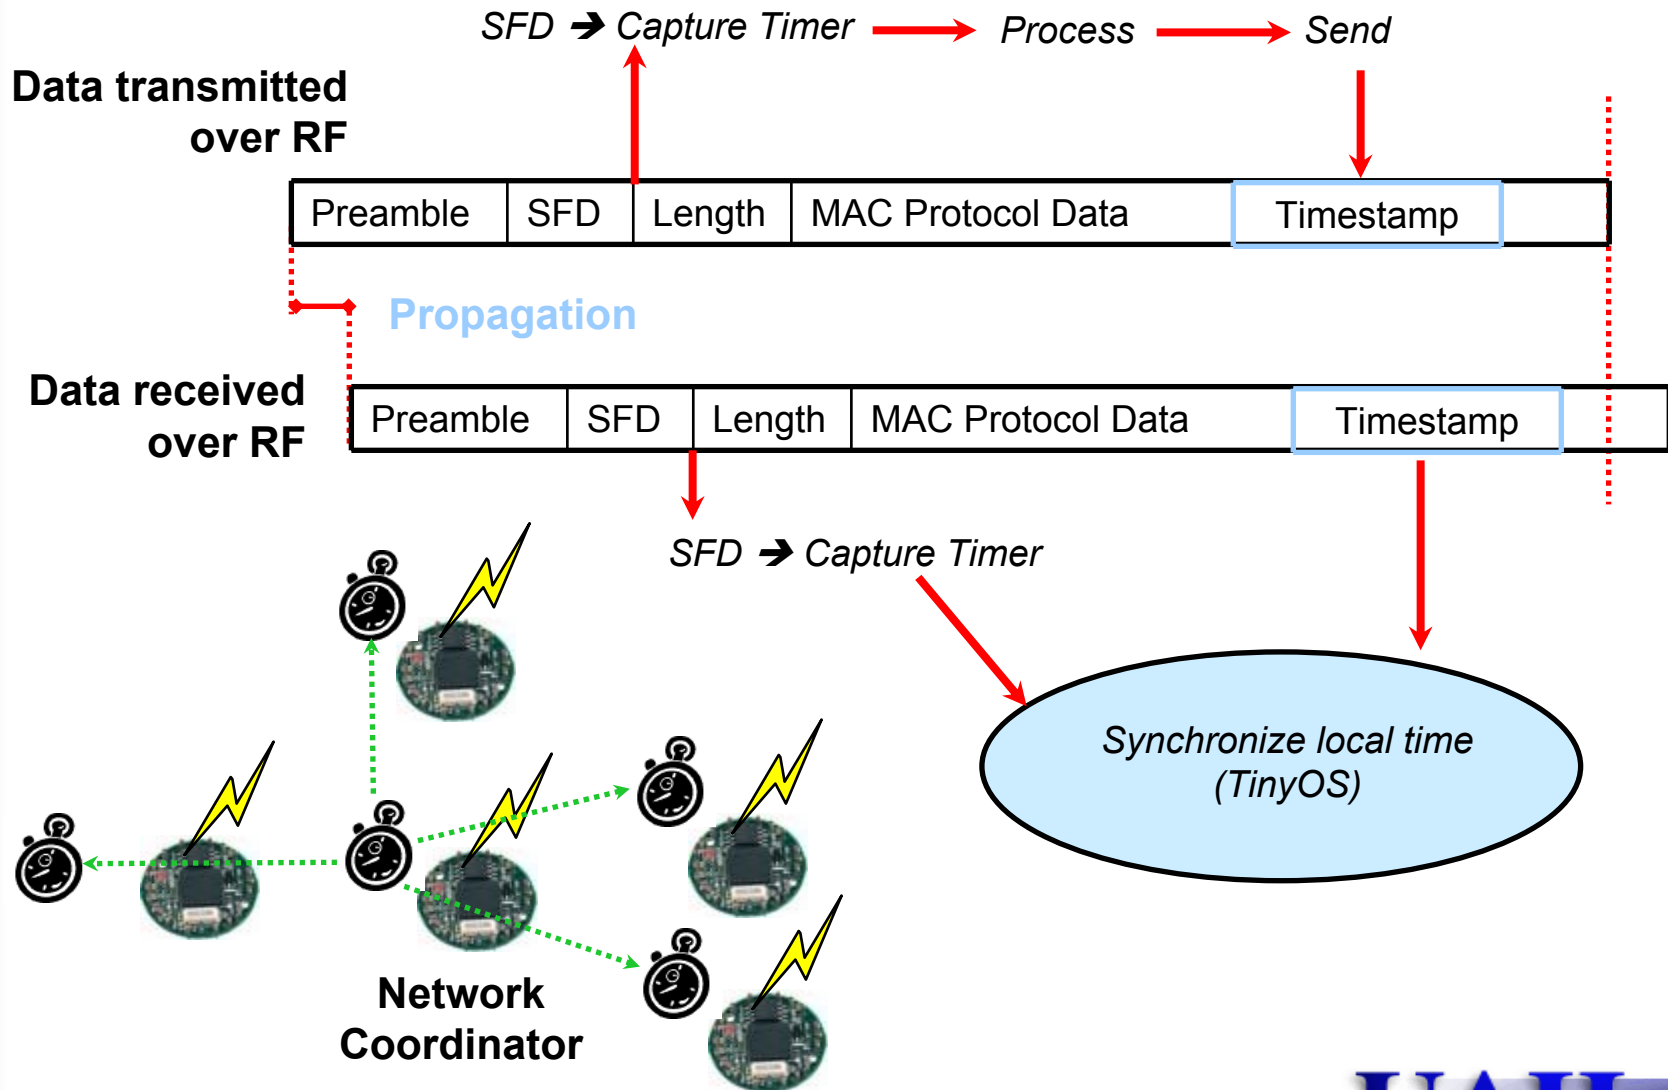 SFD ➔ Capture Timer
Process
Send
Data transmitted
over RF
Preamble
SFD
Length
MAC Protocol Data
Timestamp
Propagation
Data received
over RF
Preamble
SFD
Length
MAC Protocol Data
Timestamp
SFD ➔ Capture Timer
Synchronize local time
(TinyOS)
Network
Coordinator